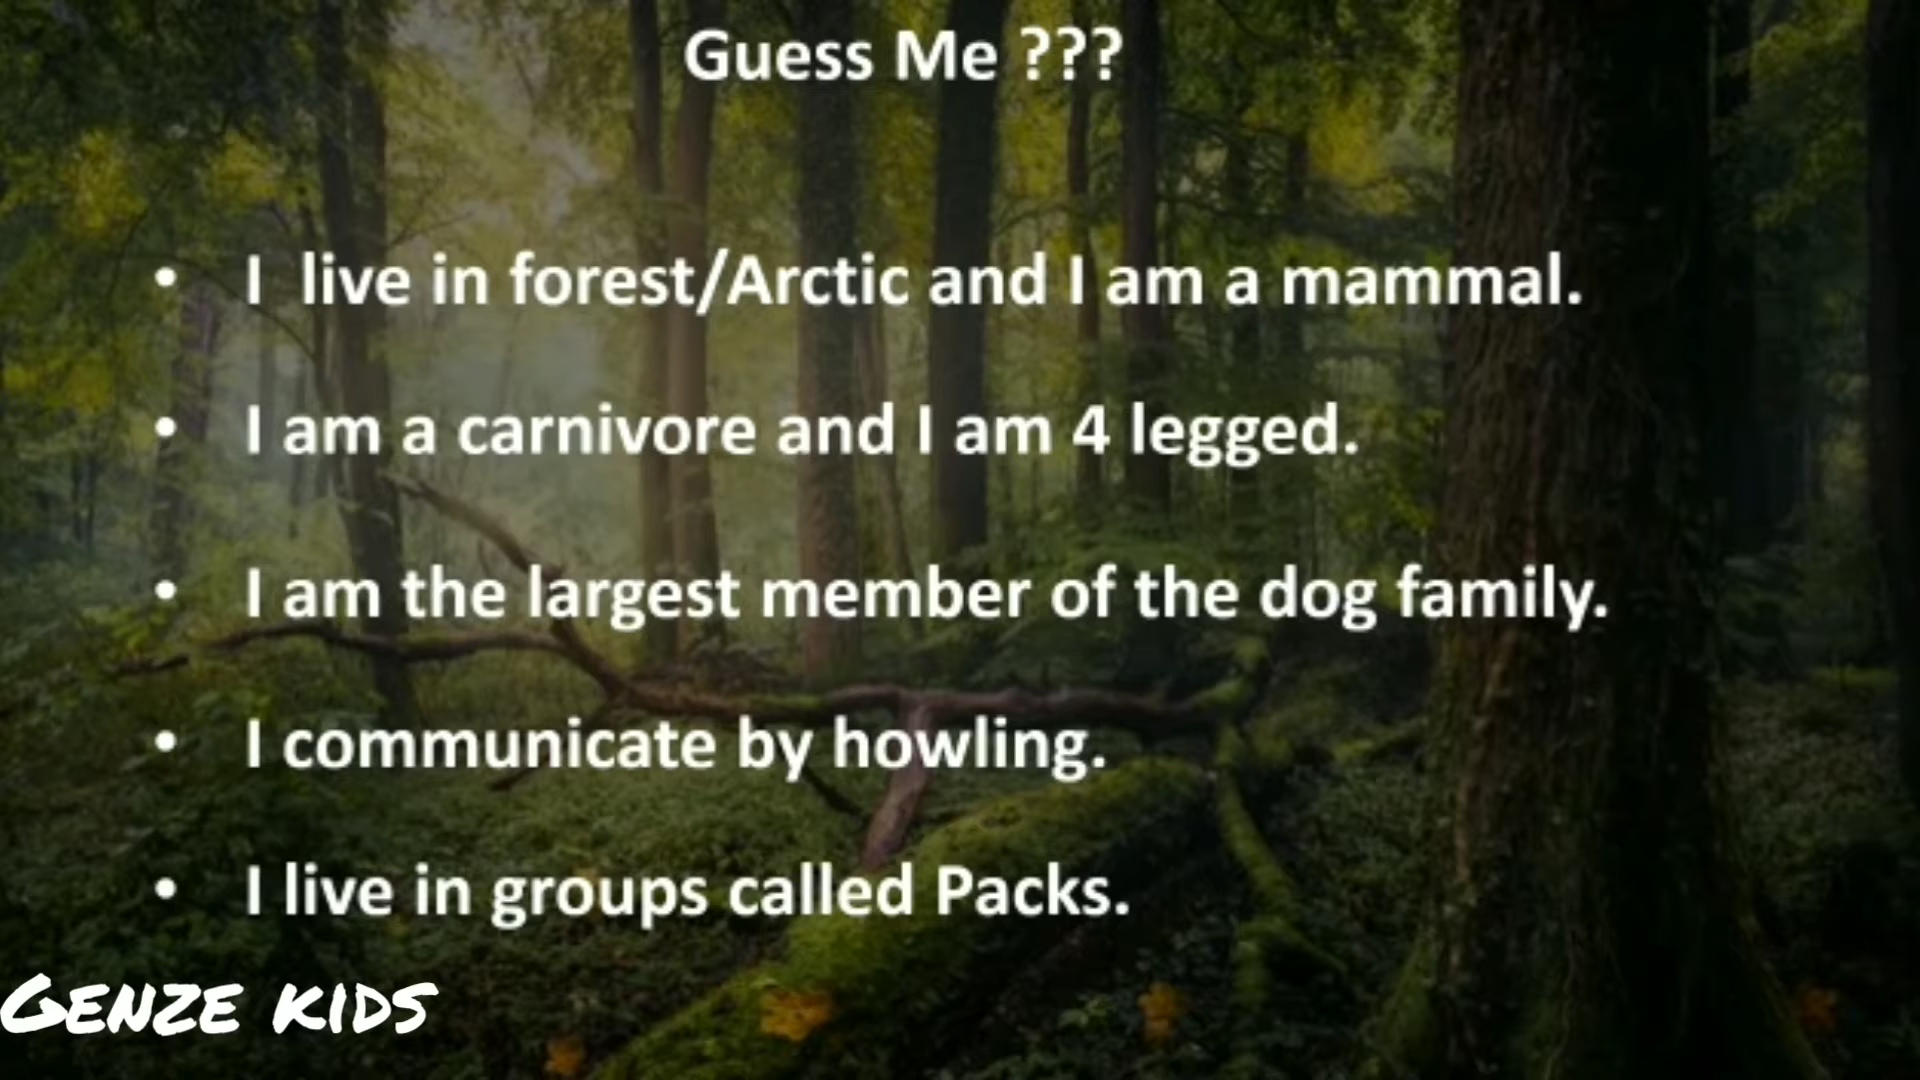 Guess Me ???
• I live in forest/Arctic and I am a mammal.
• I am a carnivore and I am 4 legged.
• I am the largest member of the dog family.
• I communicate by howling.
• I live in groups called Packs.
Genze kids